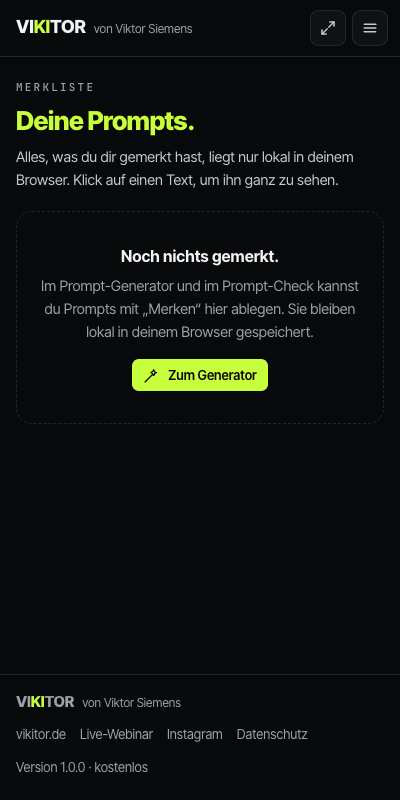 VIKITOR von Viktor Siemens
MERKLISTE
Deine Prompts.
Alles, was du dir gemerkt hast, liegt nur lokal in deinem
Browser. Klick auf einen Text, um ihn ganz zu sehen.
Noch nichts gemerkt.
Im Prompt-Generator und im Prompt-Check kannst
du Prompts mit „Merken“ hier ablegen. Sie bleiben
lokal in deinem Browser gespeichert.
Zum Generator
VIKITOR von Viktor Siemens
vikitor.de Live-Webinar Instagram Datenschutz
Version 1.0.0 · kostenlos